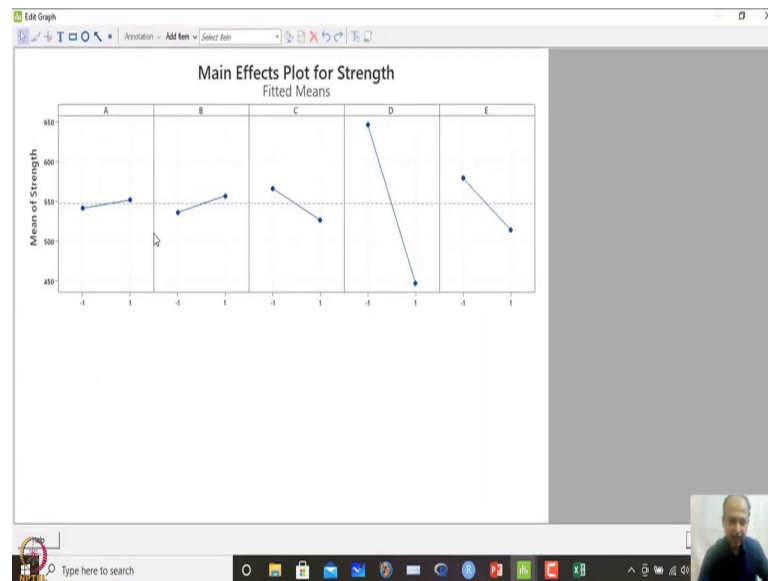 Edit Graph
T Annotation Add Item Select Item
Main Effects Plot for Strength
Fitted Means
A B C D E
650
600
550
500
450
Mean of Strength
-1 1 -1 1 -1 1 -1 1 -1 1
Type here to search
NPTEL